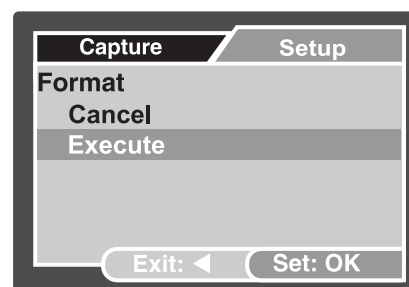 Capture Setup
Format
Cancel
Execute
Exit: ◀ Set: OK